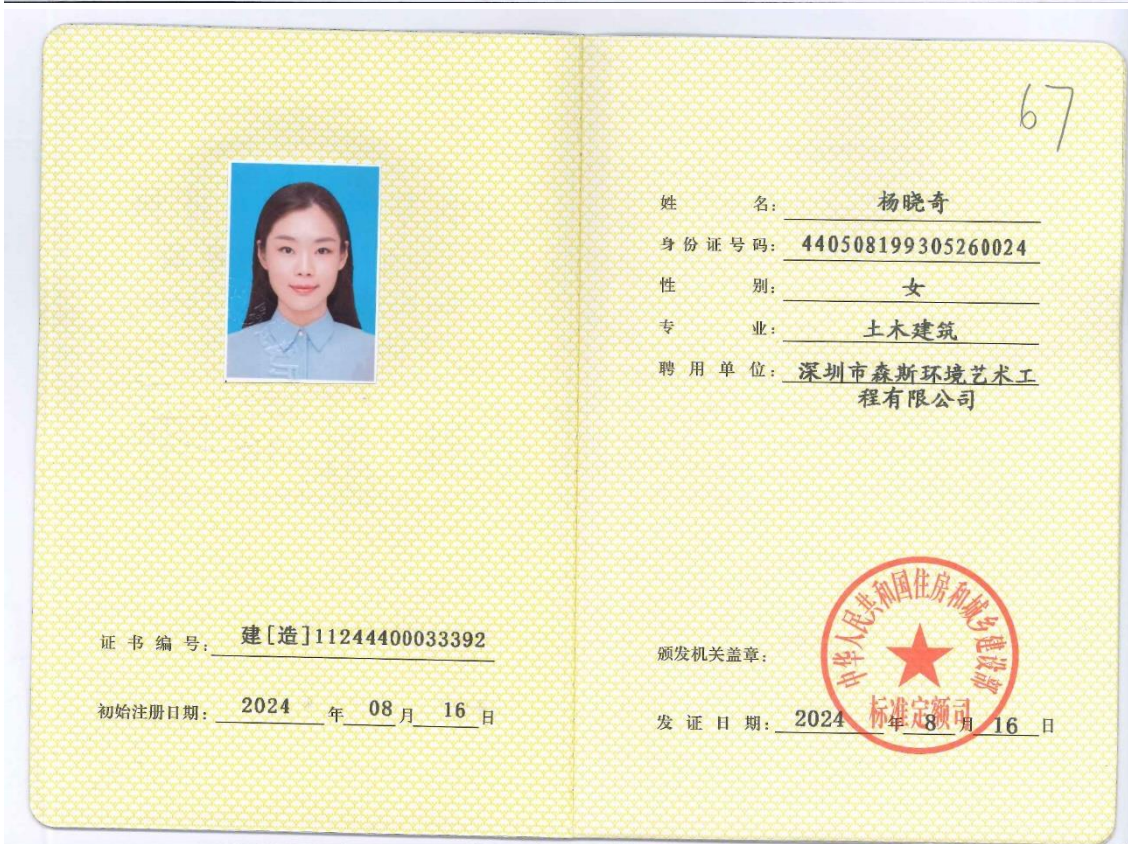 67
姓名：杨晓奇
身份证号码：440508199305260024
性别：女
专业：土木建筑
聘用单位：深圳市森斯环境艺术工
程有限公司
证书编号：建[造]11244400033392
初始注册日期：2024年08月16日
颁发机关盖章：
中华人民共和国住房和城乡建设部
标准定额司
发证日期：2024年8月16日